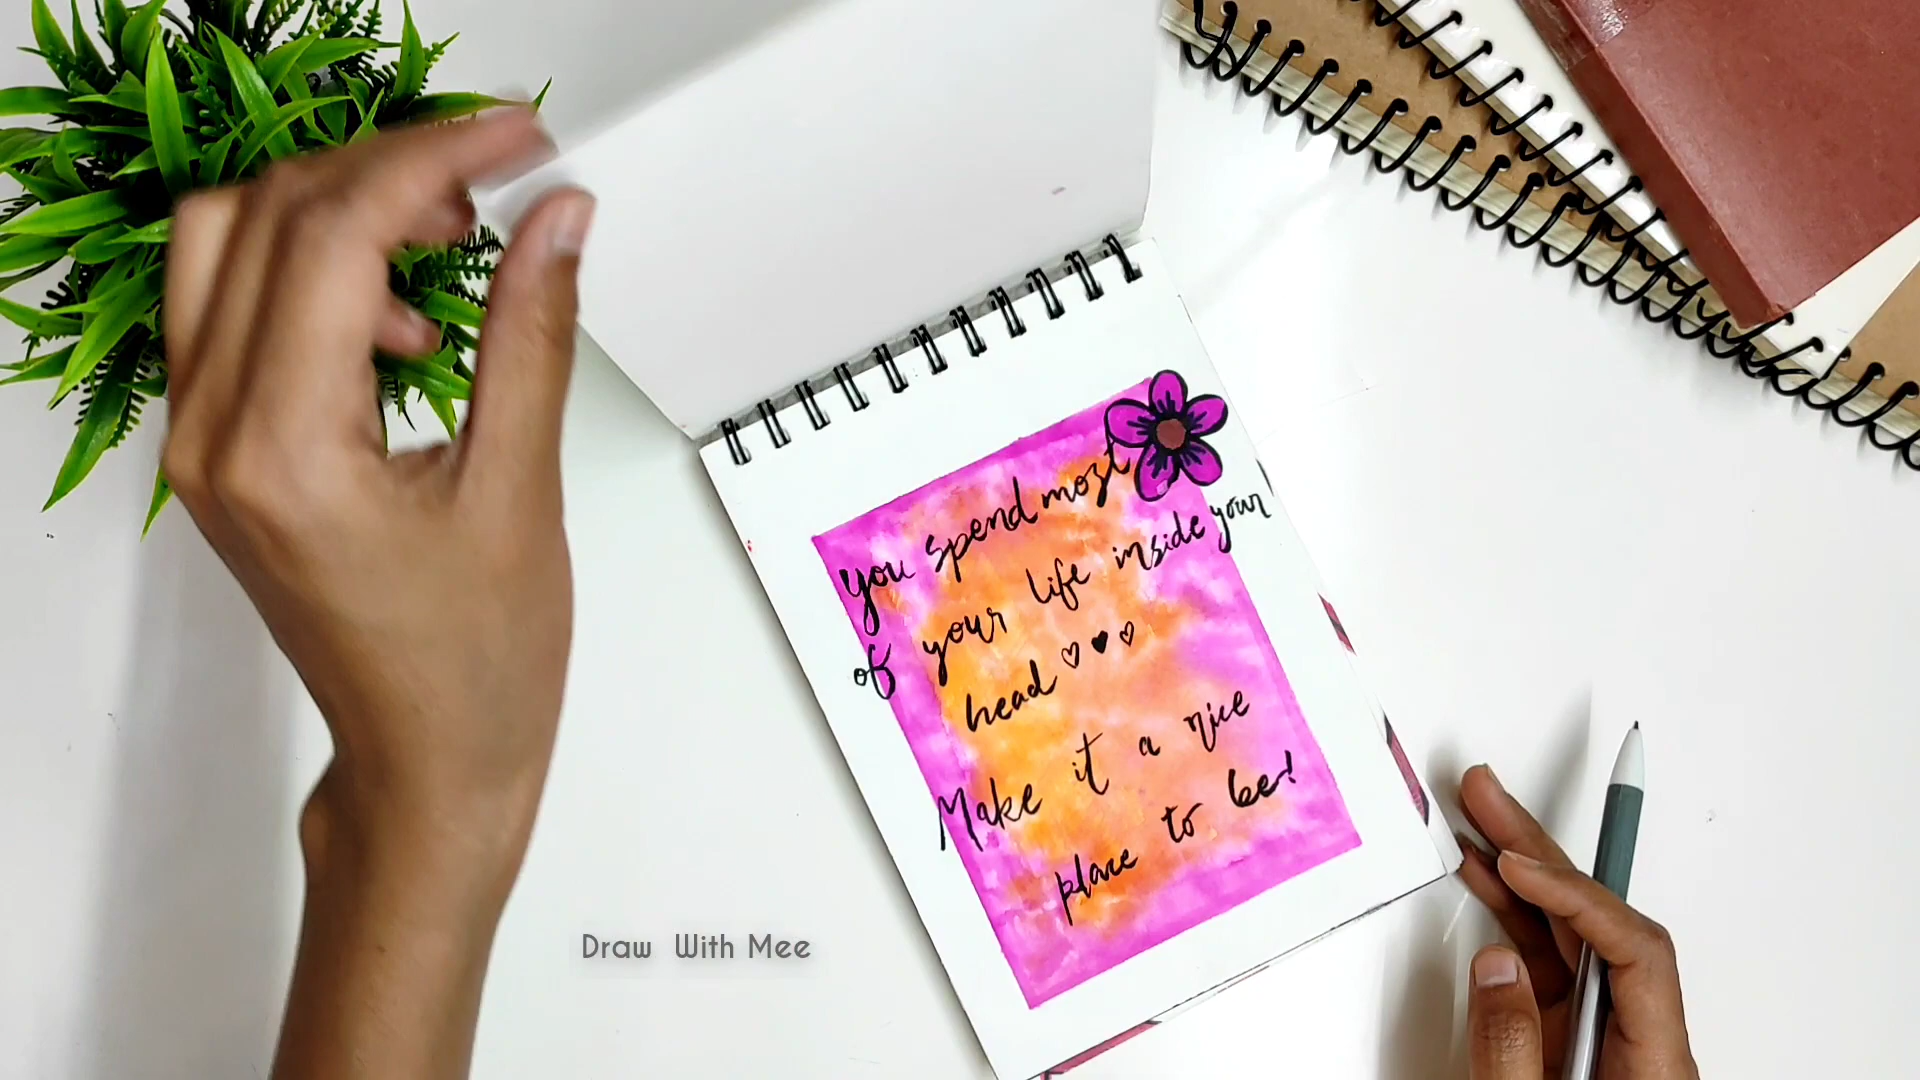 you spend most
of your life inside your
head
Make it a nice
place to be!
Draw With Mee